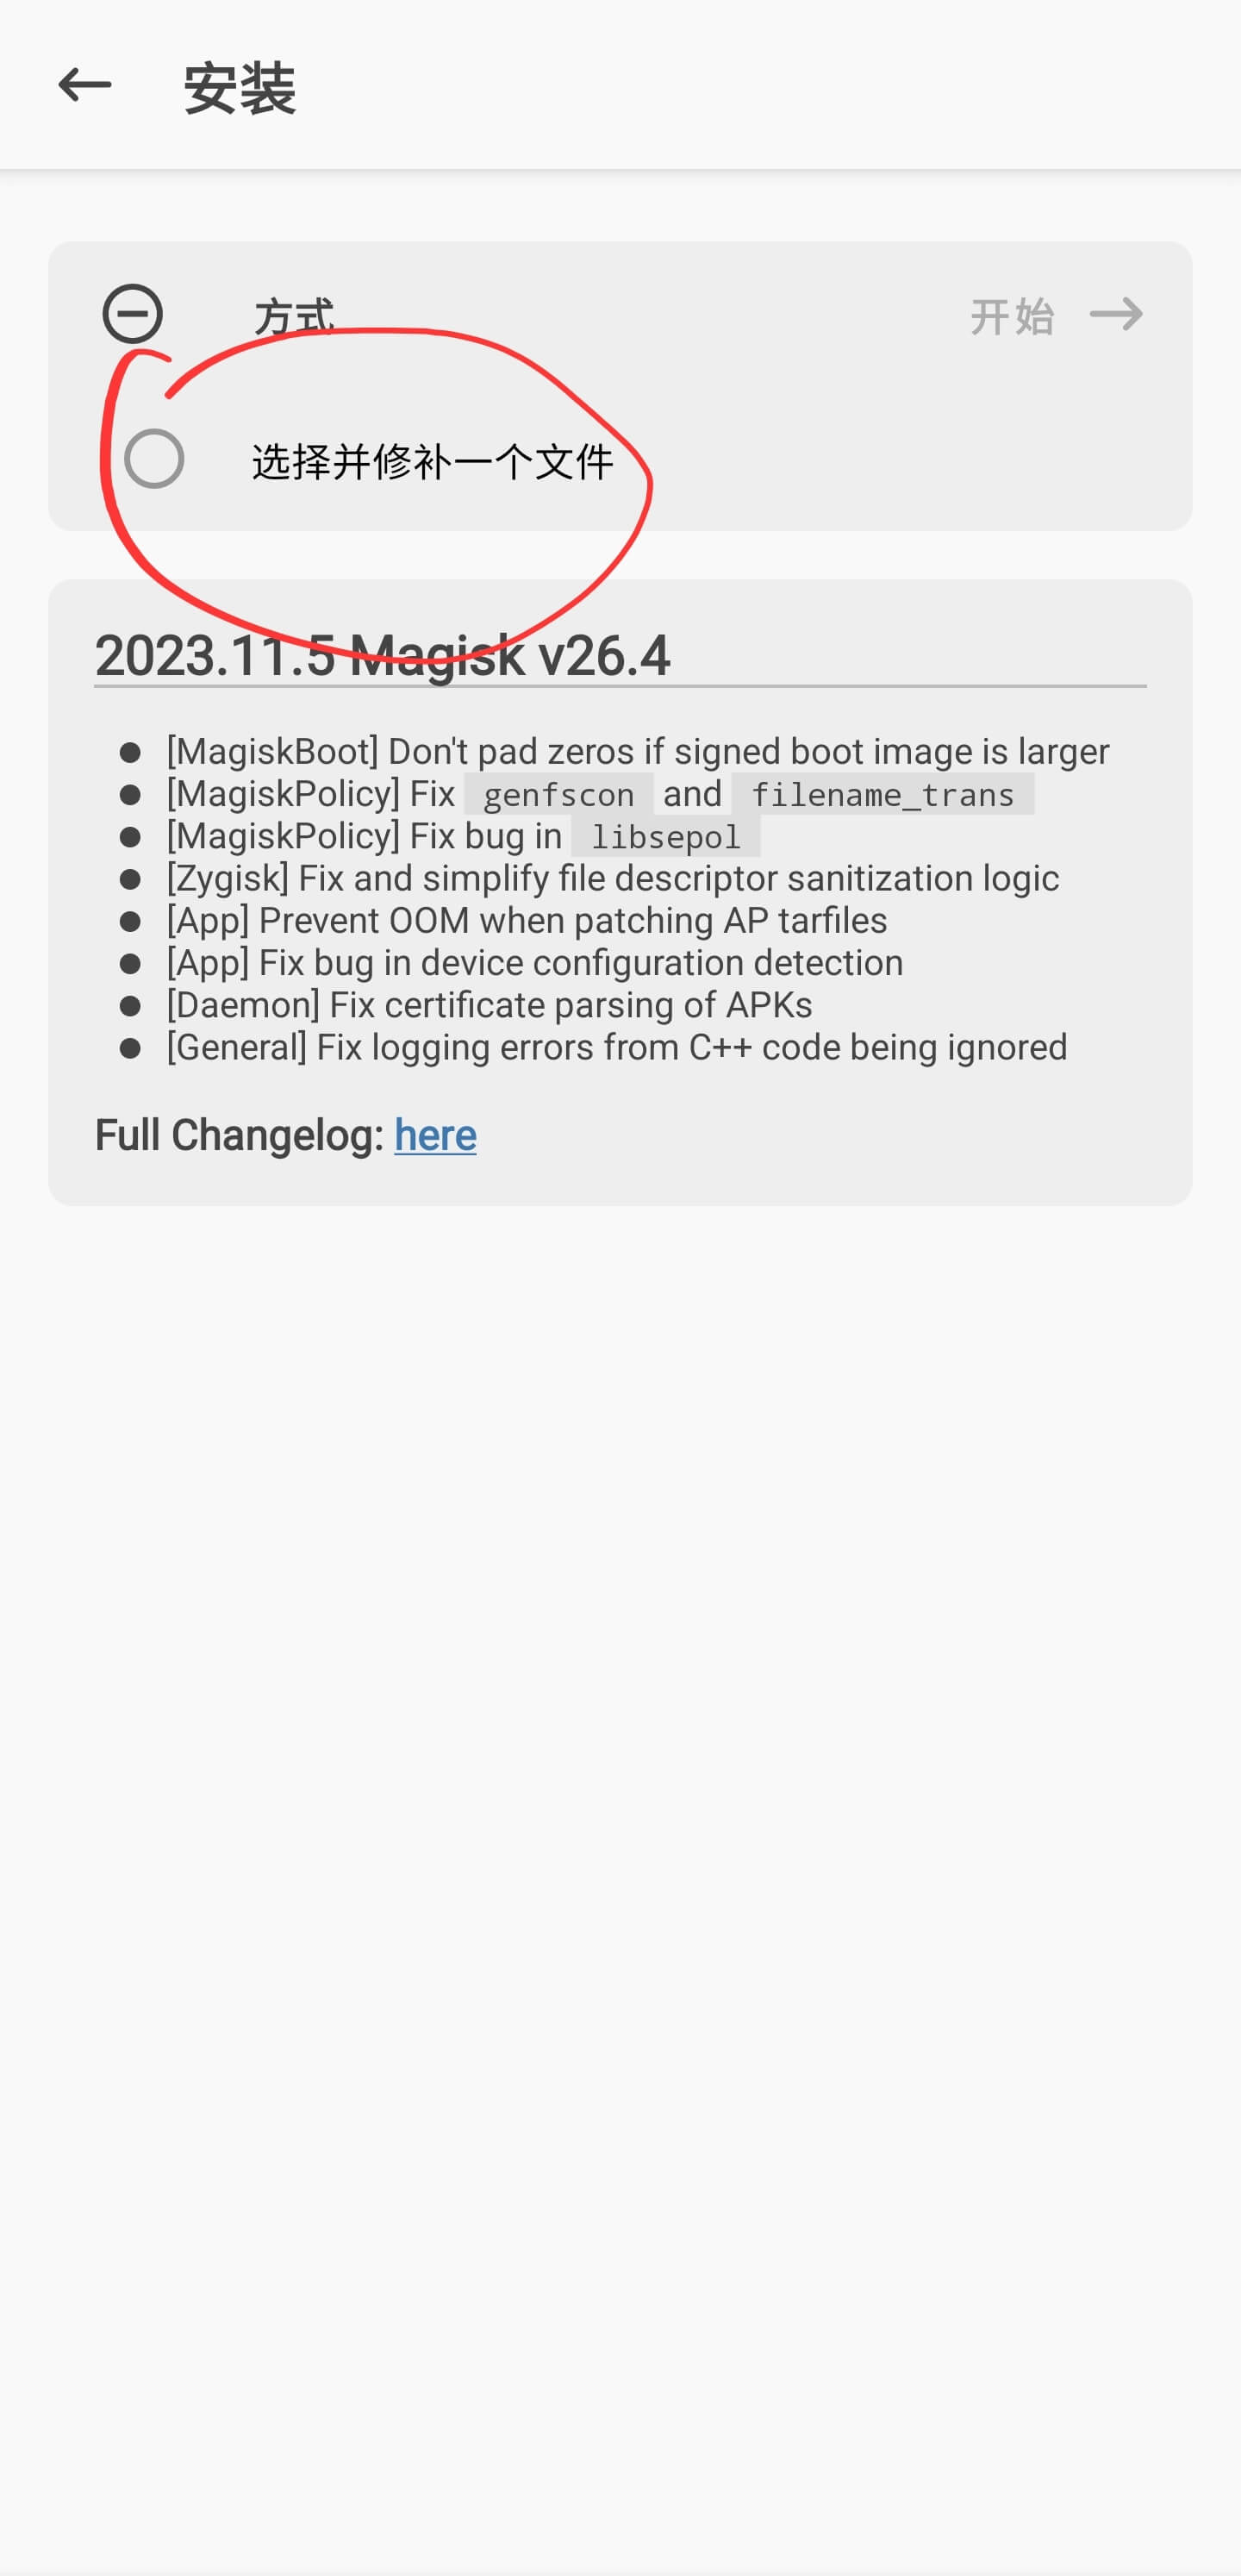 安装
方式 开始
选择并修补一个文件
2023.11.5 Magisk v26.4
[MagiskBoot] Don't pad zeros if signed boot image is larger
[MagiskPolicy] Fix genfscon and filename_trans
[MagiskPolicy] Fix bug in libsepol
[Zygisk] Fix and simplify file descriptor sanitization logic
[App] Prevent OOM when patching AP tarfiles
[App] Fix bug in device configuration detection
[Daemon] Fix certificate parsing of APKs
[General] Fix logging errors from C++ code being ignored
Full Changelog: here